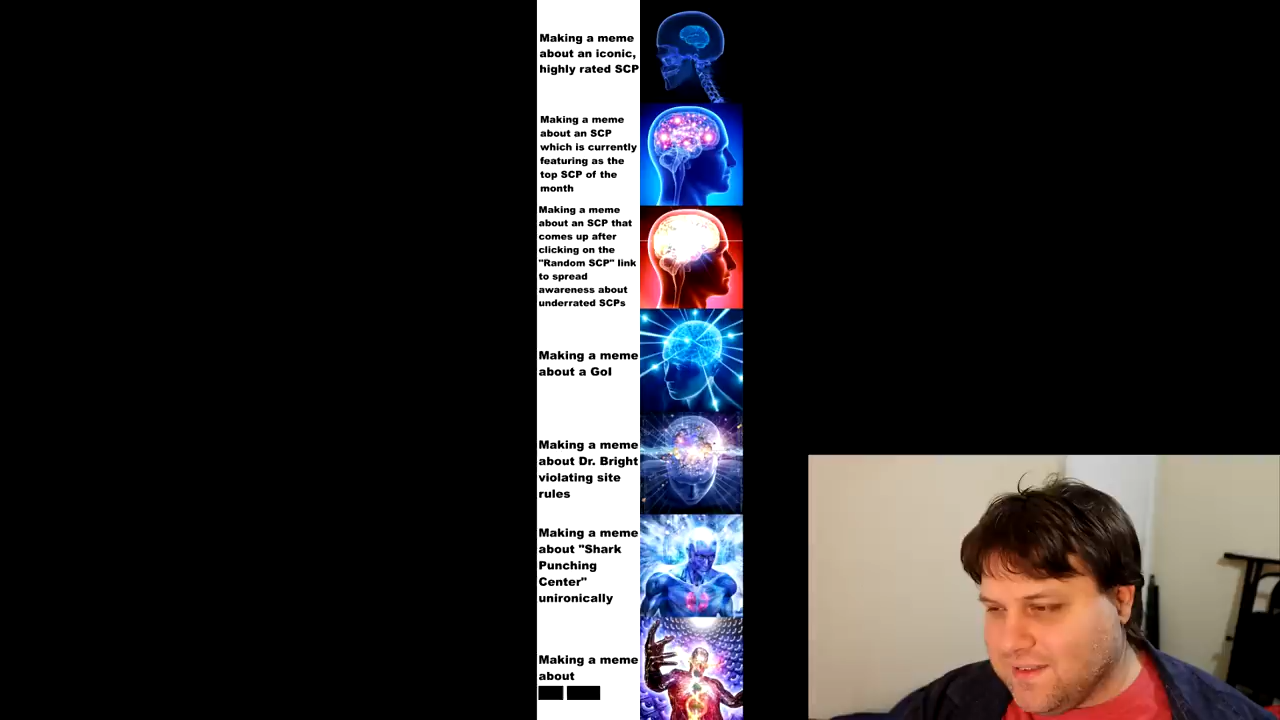 Making a meme
about an iconic,
highly rated SCP
Making a meme
about an SCP
which is currently
featuring as the
top SCP of the
month
Making a meme
about an SCP that
comes up after
clicking on the
"Random SCP" link
to spread
awareness about
underrated SCPs
Making a meme
about a GoI
Making a meme
about Dr. Bright
violating site
rules
Making a meme
about "Shark
Punching
Center"
unironically
Making a meme
about